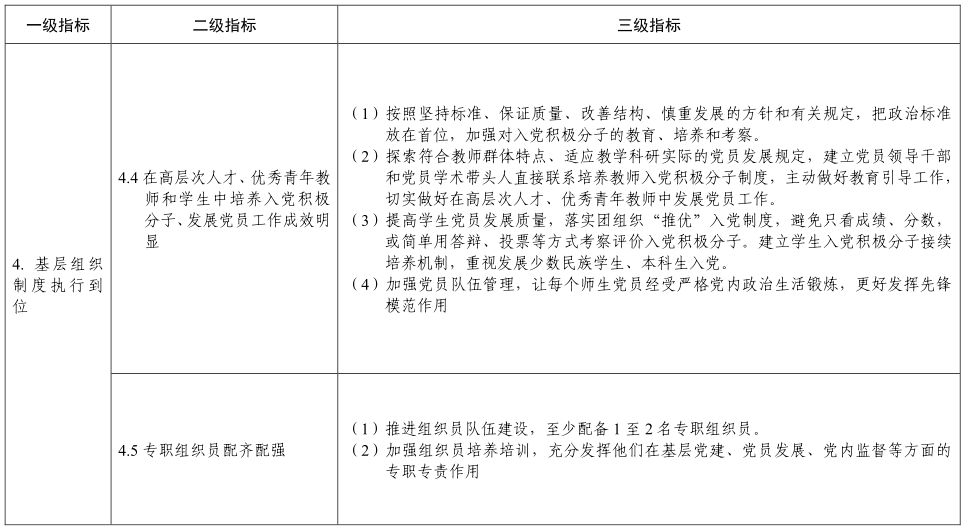 一级指标
二级指标
三级指标
4. 基层组织
制度执行到
位
4.4 在高层次人才、优秀青年教
师和学生中培养入党积极
分子、发展党员工作成效明
显
（1）按照坚持标准、保证质量、改善结构、慎重发展的方针和有关规定，把政治标准
放在首位，加强对入党积极分子的教育、培养和考察。
（2）探索符合教师群体特点、适应教学科研实际的党员发展规定，建立党员领导干部
和党员学术带头人直接联系培养教师入党积极分子制度，主动做好教育引导工作，
切实做好在高层次人才、优秀青年教师中发展党员工作。
（3）提高学生党员发展质量，落实团组织“推优”入党制度，避免只看成绩、分数，
或简单用答辩、投票等方式考察评价入党积极分子。建立学生入党积极分子接续
培养机制，重视发展少数民族学生、本科生入党。
（4）加强党员队伍管理，让每个师生党员经受严格党内政治生活锻炼，更好发挥先锋
模范作用
4.5 专职组织员配齐配强
（1）推进组织员队伍建设，至少配备 1 至 2 名专职组织员。
（2）加强组织员培养培训，充分发挥他们在基层党建、党员发展、党内监督等方面的
专职专责作用